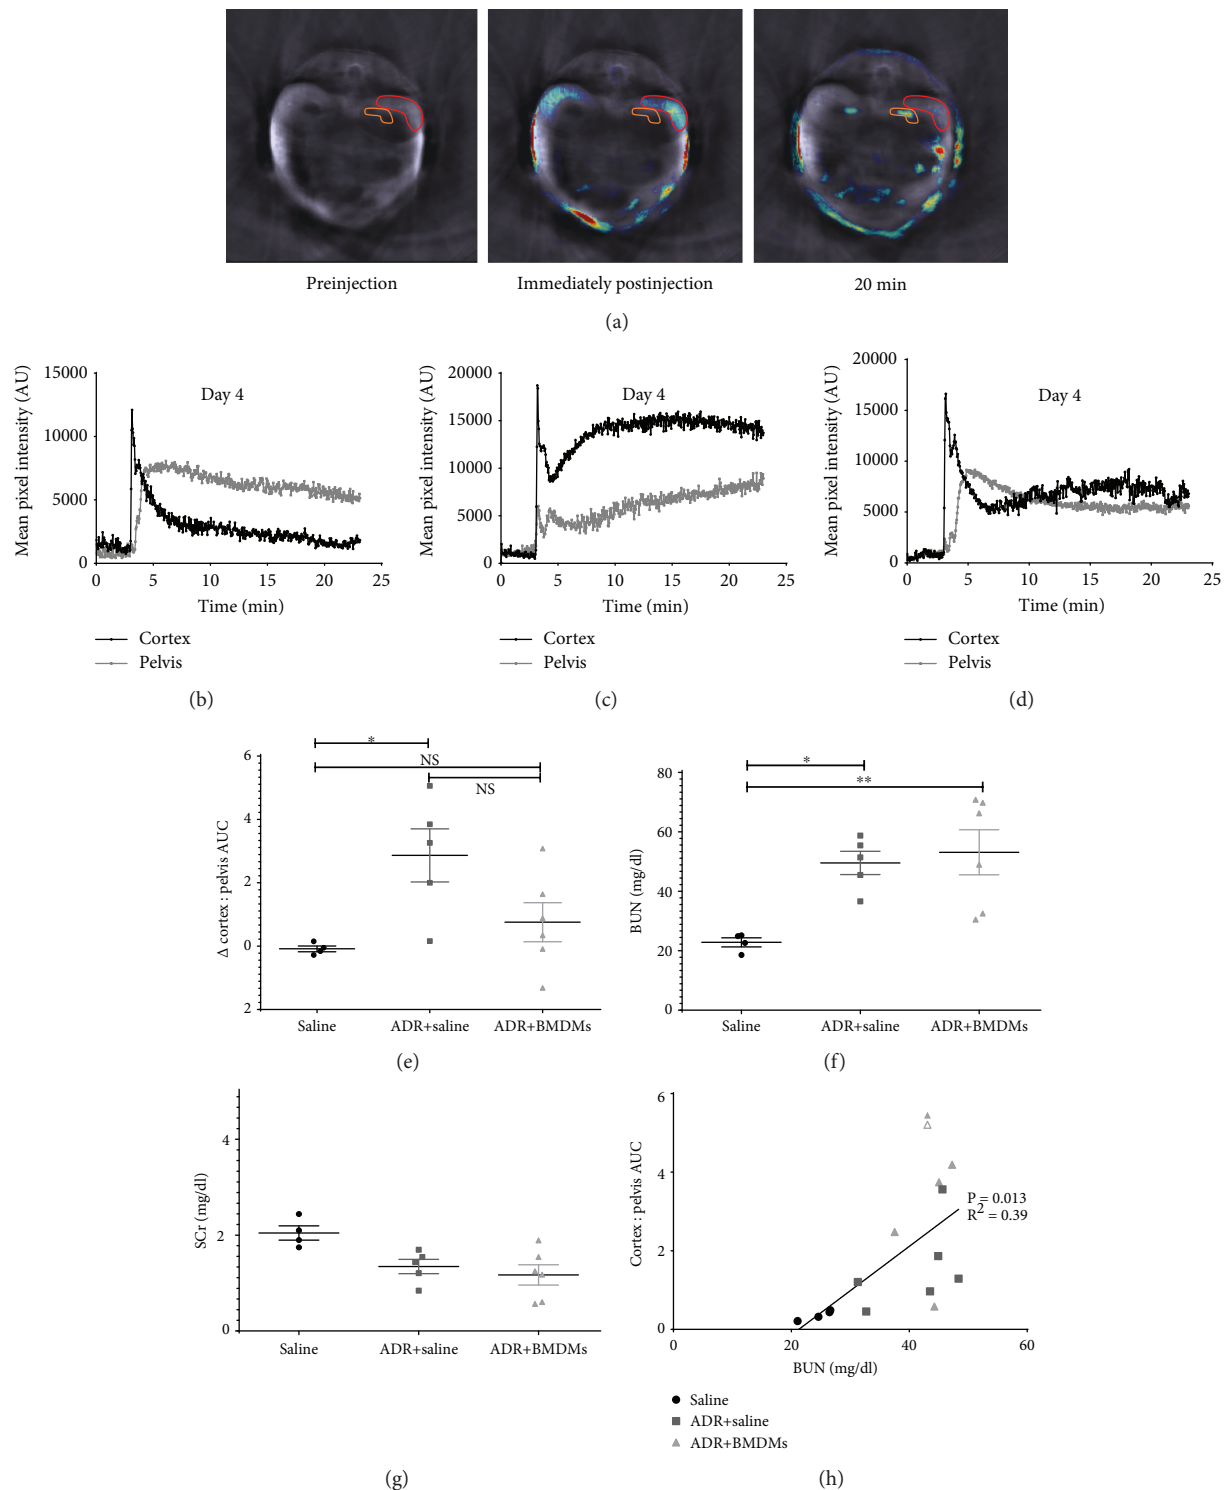 Preinjection
Immediately postinjection
20 min
(a)
Mean pixel intensity (AU)
15000
10000
5000
0
Day 4
0 5 10 15 20 25
Time (min)
Cortex
Pelvis
(b)
Mean pixel intensity (AU)
20000
15000
10000
5000
0
Day 4
0 5 10 15 20 25
Time (min)
Cortex
Pelvis
(c)
Mean pixel intensity (AU)
20000
15000
10000
5000
0
Day 4
0 5 10 15 20 25
Time (min)
Cortex
Pelvis
(d)
Δ cortex : pelvis AUC
6
4
2
0
2
*
NS
NS
Saline ADR+saline ADR+BMDMs
(e)
BUN (mg/dl)
80
60
40
20
0
*
**
Saline ADR+saline ADR+BMDMs
(f)
SCr (mg/dl)
4
2
0
Saline ADR+saline ADR+BMDMs
(g)
Cortex : pelvis AUC
6
4
2
0
P = 0.013
R2 = 0.39
0 20 40 60
BUN (mg/dl)
Saline
ADR+saline
ADR+BMDMs
(h)